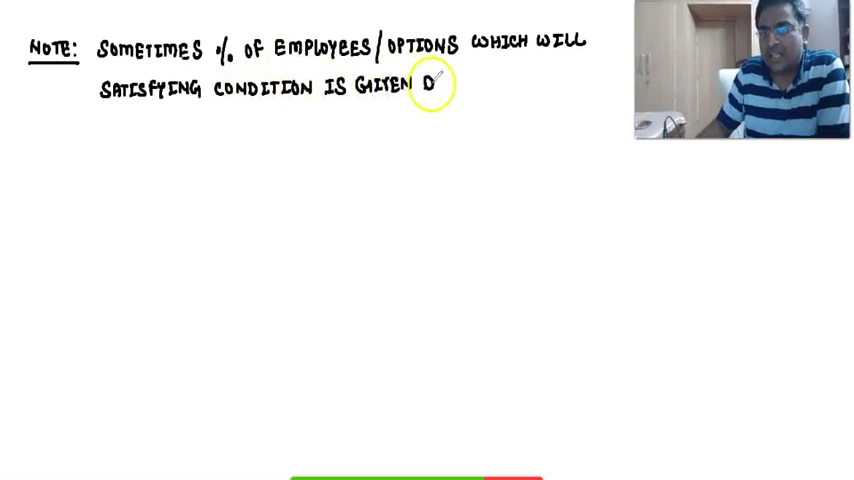 NOTE: SOMETIMES % OF EMPLOYEES/OPTIONS WHICH WILL
SATISFYING CONDITION IS GIVEN D